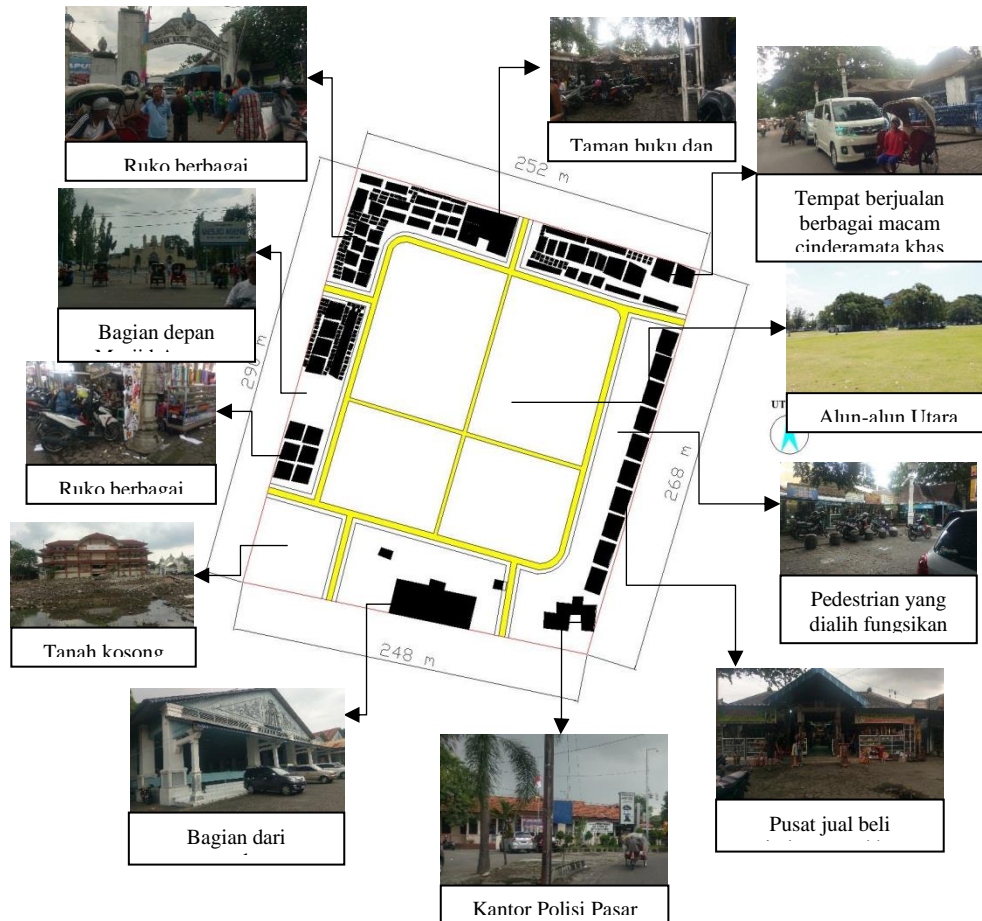 Ruko berbagai
Taman buku dan
Tempat berjualan
berbagai macam
cinderamata khas
252 m
Bagian depan
290 m
Alun-alun Utara
Ruko berbagai
268 m
Pedestrian yang
dialih fungsikan
Tanah kosong
248 m
Bagian dari
Pusat jual beli
Kantor Polisi Pasar